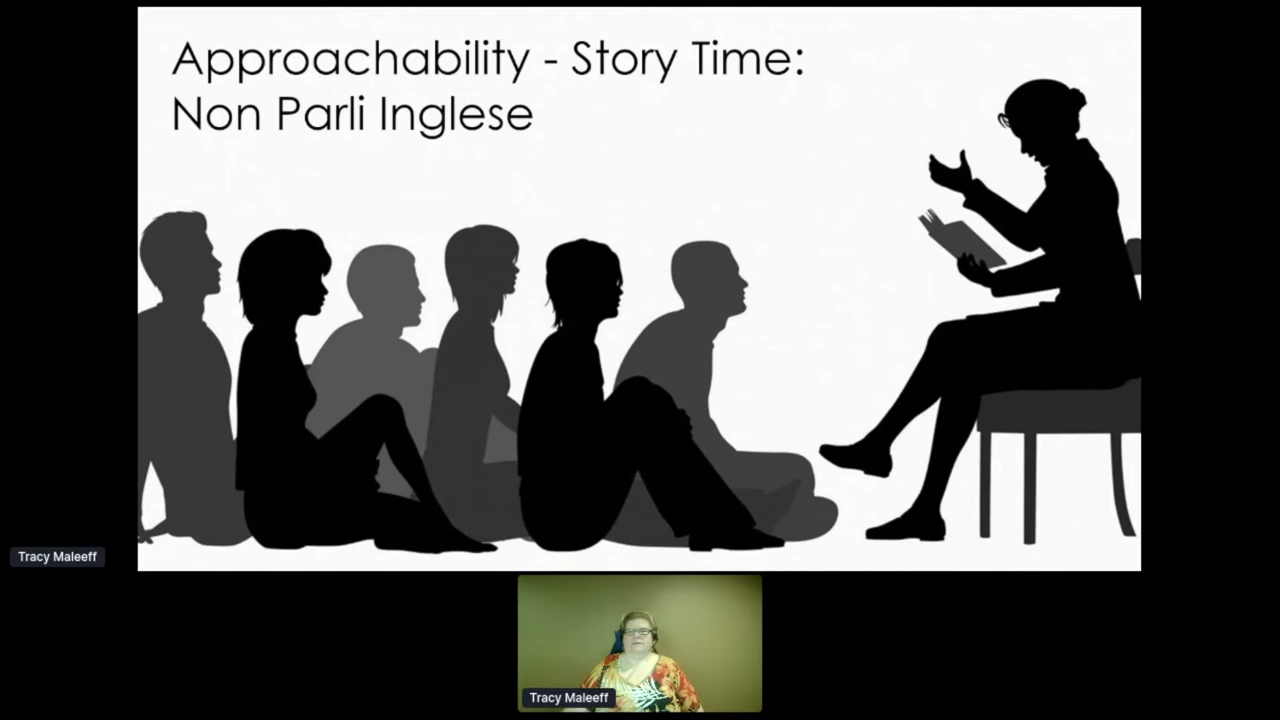 Approachability - Story Time:
Non Parli Inglese
Tracy Maleeff
Tracy Maleeff